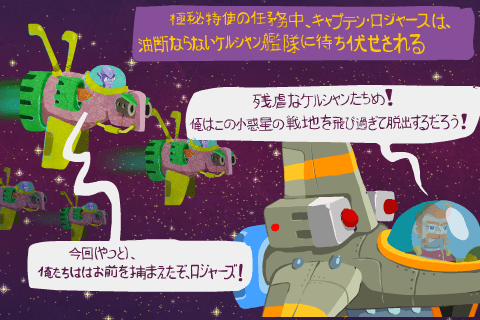 極秘特使の任務中、キャプテン・ロジャースは、
油断ならないケルシャン艦隊に待ち伏せされる
残虐なケルシャンたちめ!
俺はこの小惑星の戦地を飛び過ぎて脱出するだろう!
今回(やっと)、
俺たちははお前を捕まえたぞ、ロジャーズ!